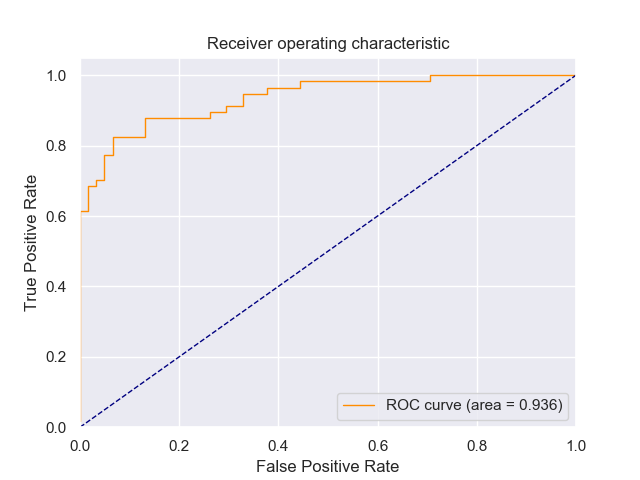 Receiver operating characteristic
True Positive Rate
1.0
0.8
0.6
0.4
0.2
0.0
0.0 0.2 0.4 0.6 0.8 1.0
False Positive Rate
ROC curve (area = 0.936)